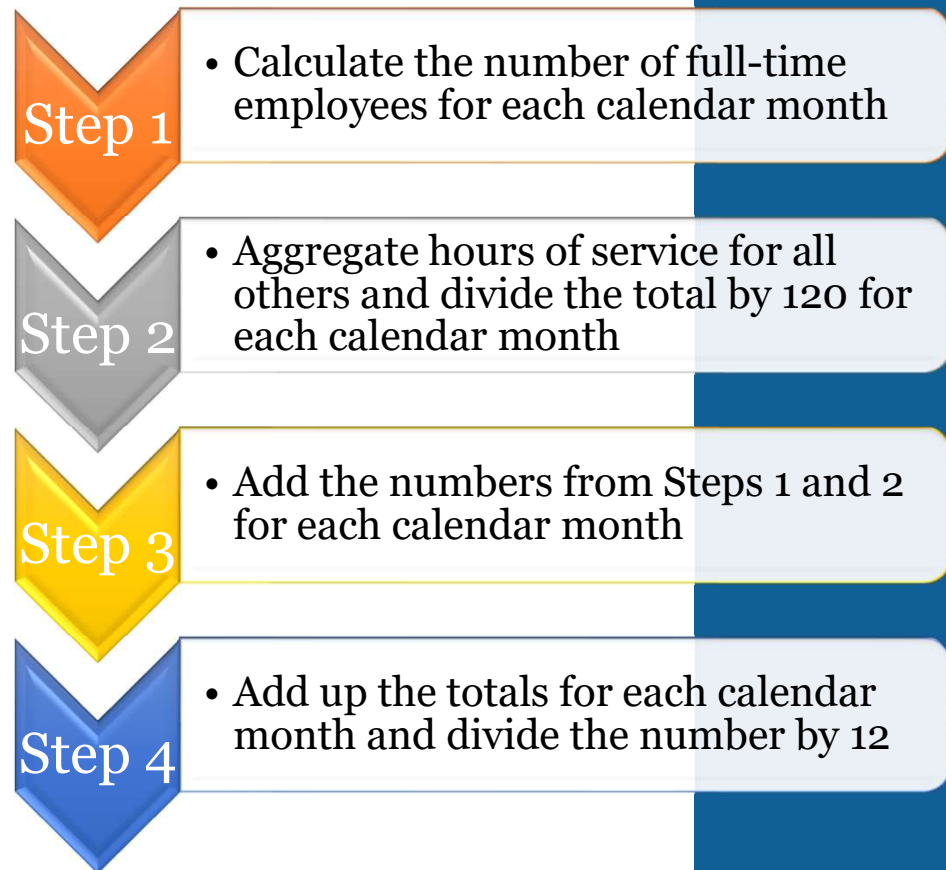 Step 1
• Calculate the number of full-time
employees for each calendar month
Step 2
• Aggregate hours of service for all
others and divide the total by 120 for
each calendar month
Step 3
• Add the numbers from Steps 1 and 2
for each calendar month
Step 4
• Add up the totals for each calendar
month and divide the number by 12